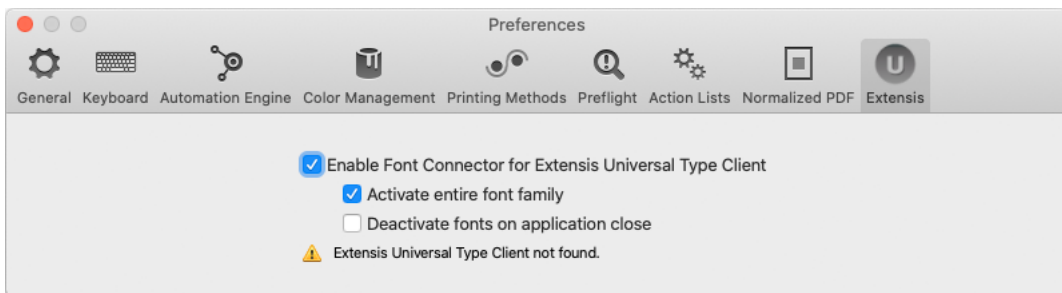 Preferences
General Keyboard Automation Engine Color Management Printing Methods Preflight Action Lists Normalized PDF Extensis
Enable Font Connector for Extensis Universal Type Client
Activate entire font family
Deactivate fonts on application close
Extensis Universal Type Client not found.